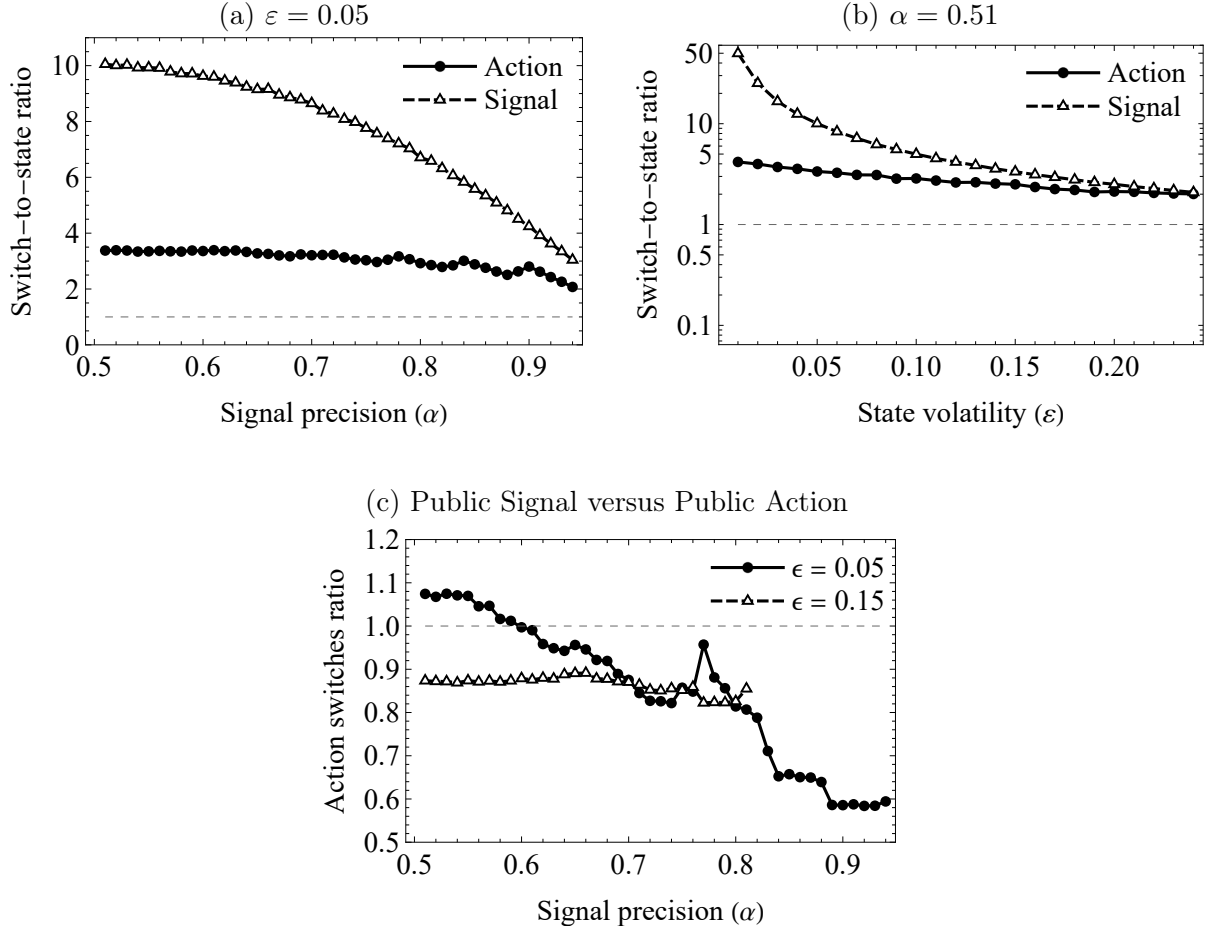 (a) ε = 0.05
Switch-to-state ratio
10
8
6
4
2
0
Action
Signal
0.5 0.6 0.7 0.8 0.9
Signal precision (α)
(b) α = 0.51
Switch-to-state ratio
50
10
5
1
0.5
0.1
Action
Signal
0.05 0.10 0.15 0.20
State volatility (ε)
(c) Public Signal versus Public Action
Action switches ratio
1.2
1.1
1.0
0.9
0.8
0.7
0.6
0.5
ϵ = 0.05
ϵ = 0.15
0.5 0.6 0.7 0.8 0.9
Signal precision (α)